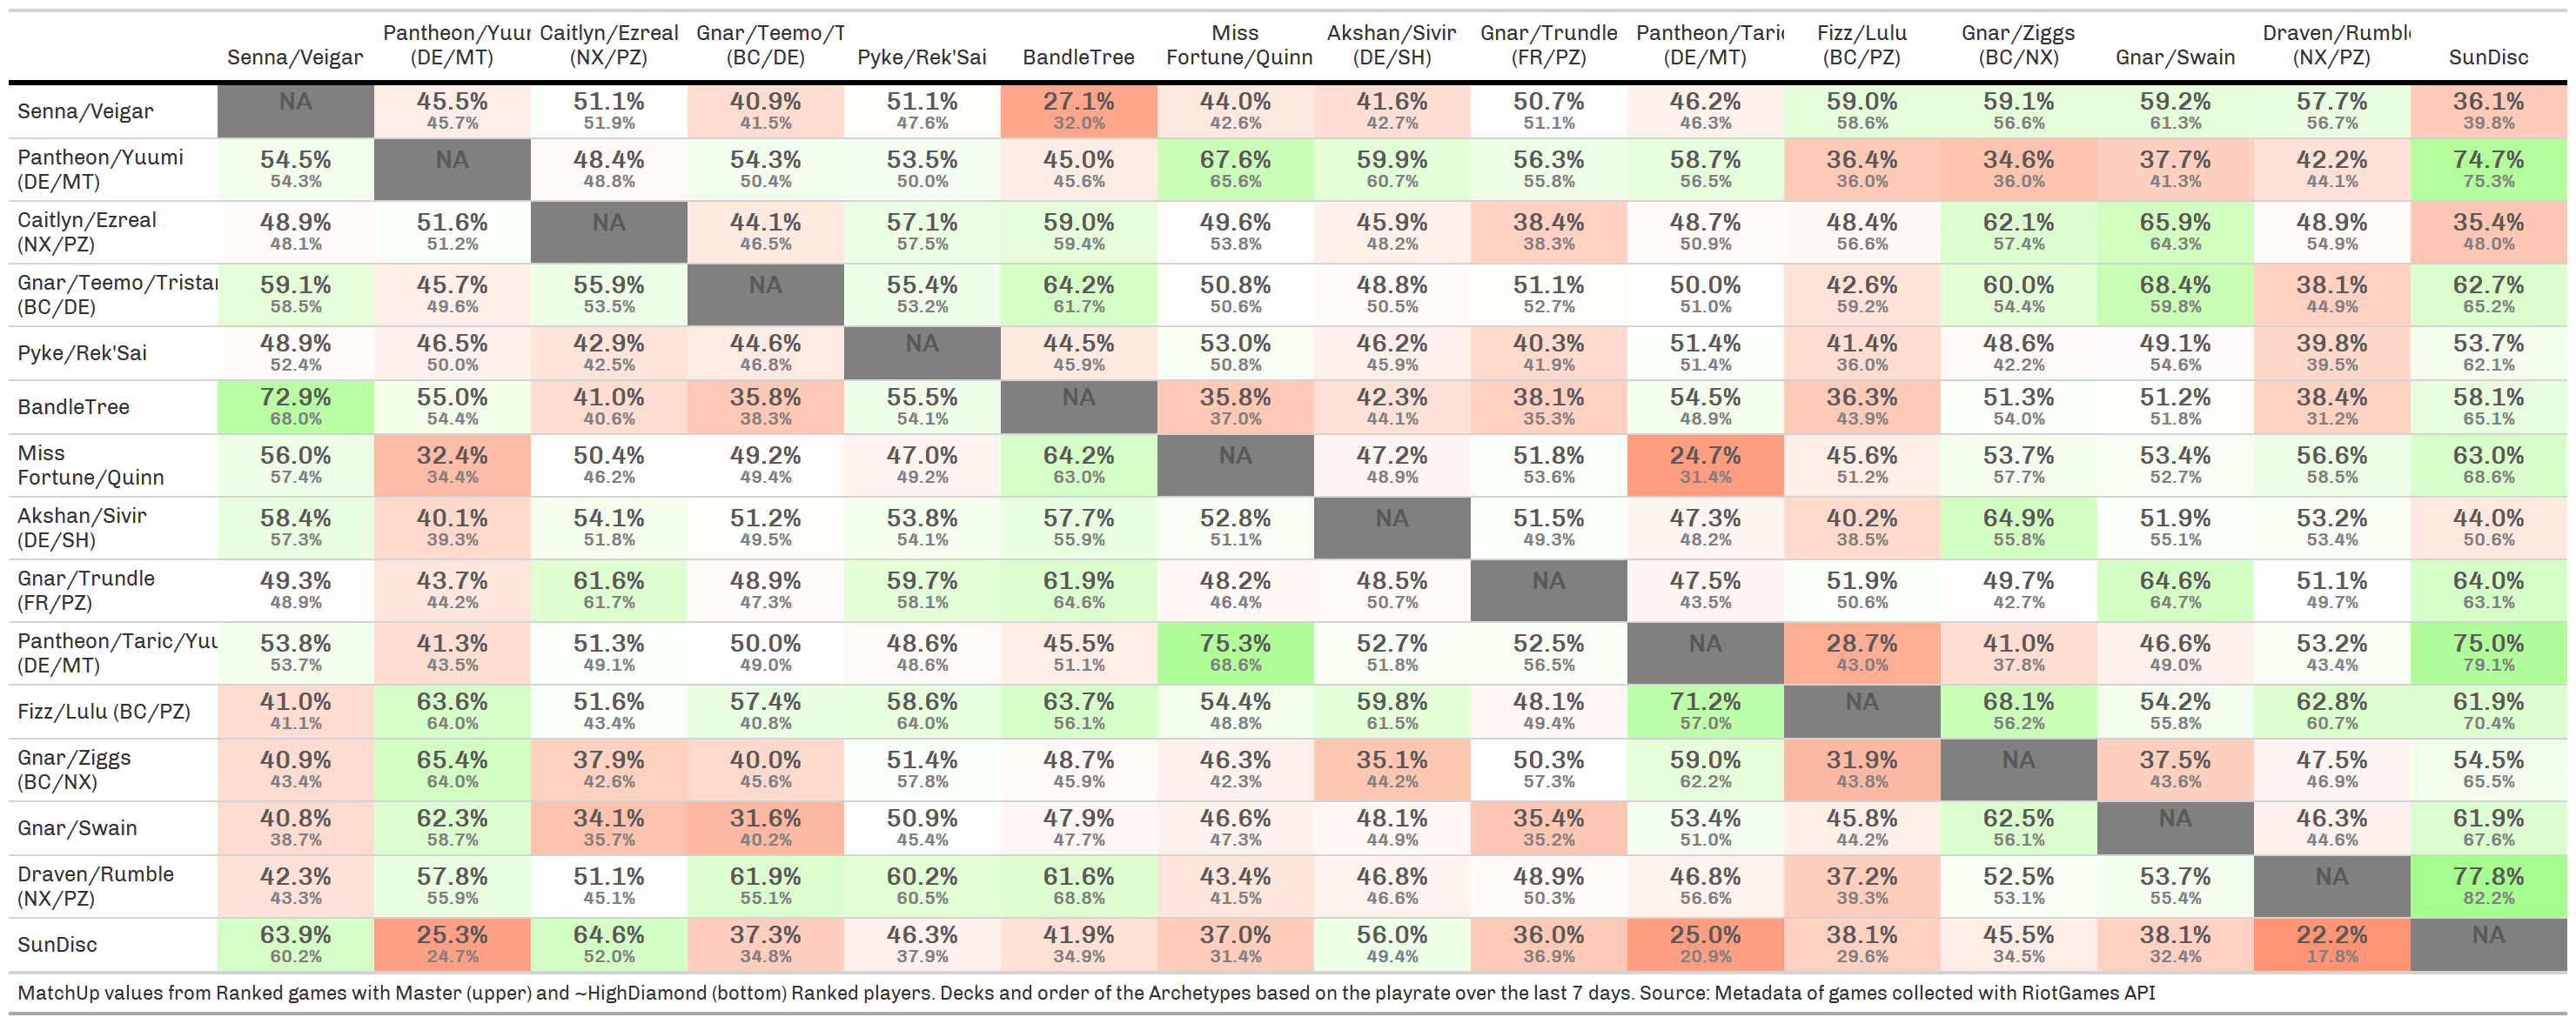 Senna/Veigar Pantheon/Yuur (DE/MT) Caitlyn/Ezreal (NX/PZ) Gnar/Teemo/T (BC/DE) Pyke/Rek'Sai BandleTree Miss Fortune/Quinn Akshan/Sivir (DE/SH) Gnar/Trundle (FR/PZ) Pantheon/Taric (DE/MT) Fizz/Lulu (BC/PZ) Gnar/Ziggs (BC/NX) Gnar/Swain Draven/Rumble (NX/PZ) SunDisc
Senna/Veigar NA 45.5% 51.1% 40.9% 51.1% 27.1% 44.0% 41.6% 50.7% 46.2% 59.0% 59.1% 59.2% 57.7% 36.1%
45.7% 51.9% 41.5% 47.6% 32.0% 42.6% 42.7% 51.1% 46.3% 58.6% 56.6% 61.3% 56.7% 39.8%
Pantheon/Yuumi 54.5% NA 48.4% 54.3% 53.5% 45.0% 67.6% 59.9% 56.3% 58.7% 36.4% 34.6% 37.7% 42.2% 74.7%
(DE/MT) 54.3% 48.8% 50.4% 50.0% 45.6% 65.6% 60.7% 55.8% 56.5% 36.0% 36.0% 41.3% 44.1% 75.3%
Caitlyn/Ezreal 48.9% 51.6% NA 44.1% 57.1% 59.0% 49.6% 45.9% 38.4% 48.7% 48.4% 62.1% 65.9% 48.9% 35.4%
(NX/PZ) 48.1% 51.2% 46.5% 57.5% 59.4% 53.8% 48.2% 38.3% 50.9% 56.6% 57.4% 64.3% 54.9% 48.0%
Gnar/Teemo/Tristar 59.1% 45.7% 55.9% NA 55.4% 64.2% 50.8% 48.8% 51.1% 50.0% 42.6% 60.0% 68.4% 38.1% 62.7%
(BC/DE) 58.5% 49.6% 53.5% 53.2% 61.7% 50.6% 50.5% 52.7% 51.0% 59.2% 54.4% 59.8% 44.9% 65.2%
Pyke/Rek'Sai 48.9% 46.5% 42.9% 44.6% NA 44.5% 53.0% 46.2% 40.3% 51.4% 41.4% 48.6% 49.1% 39.8% 53.7%
52.4% 50.0% 42.5% 46.8% 45.9% 50.8% 45.9% 41.9% 51.4% 36.0% 42.2% 54.6% 39.5% 62.1%
BandleTree 72.9% 55.0% 41.0% 35.8% 55.5% NA 35.8% 42.3% 38.1% 54.5% 36.3% 51.3% 51.2% 38.4% 58.1%
68.0% 54.4% 40.6% 38.3% 54.1% 37.0% 44.1% 35.3% 48.9% 43.9% 54.0% 51.8% 31.2% 65.1%
Miss 56.0% 32.4% 50.4% 49.2% 47.0% 64.2% NA 47.2% 51.8% 24.7% 45.6% 53.7% 53.4% 56.6% 63.0%
Fortune/Quinn 57.4% 34.4% 46.2% 49.4% 49.2% 63.0% 48.9% 53.6% 31.4% 51.2% 57.7% 52.7% 58.5% 68.6%
Akshan/Sivir 58.4% 40.1% 54.1% 51.2% 53.8% 57.7% 52.8% NA 51.5% 47.3% 40.2% 64.9% 51.9% 53.2% 44.0%
(DE/SH) 57.3% 39.3% 51.8% 49.5% 54.1% 55.9% 51.1% 49.3% 48.2% 38.5% 55.8% 55.1% 53.4% 50.6%
Gnar/Trundle 49.3% 43.7% 61.6% 48.9% 59.7% 61.9% 48.2% 48.5% NA 47.5% 51.9% 49.7% 64.6% 51.1% 64.0%
(FR/PZ) 48.9% 44.2% 61.7% 47.3% 58.1% 64.6% 46.4% 50.7% 43.5% 50.6% 42.7% 64.7% 49.7% 63.1%
Pantheon/Taric/Yuu 53.8% 41.3% 51.3% 50.0% 48.6% 45.5% 75.3% 52.7% 52.5% NA 28.7% 41.0% 46.6% 53.2% 75.0%
(DE/MT) 53.7% 43.5% 49.1% 49.0% 48.6% 51.1% 68.6% 51.8% 56.5% 43.0% 37.8% 49.0% 43.4% 79.1%
Fizz/Lulu (BC/PZ) 41.0% 63.6% 51.6% 57.4% 58.6% 63.7% 54.4% 59.8% 48.1% 71.2% NA 68.1% 54.2% 62.8% 61.9%
41.1% 64.0% 43.4% 40.8% 64.0% 56.1% 48.8% 61.5% 49.4% 57.0% 56.2% 55.8% 60.7% 70.4%
Gnar/Ziggs 40.9% 65.4% 37.9% 40.0% 51.4% 48.7% 46.3% 35.1% 50.3% 59.0% 31.9% NA 37.5% 47.5% 54.5%
(BC/NX) 43.4% 64.0% 42.6% 45.6% 57.8% 45.9% 42.3% 44.2% 57.3% 62.2% 43.8% 43.6% 46.9% 65.5%
Gnar/Swain 40.8% 62.3% 34.1% 31.6% 50.9% 47.9% 46.6% 48.1% 35.4% 53.4% 45.8% 62.5% NA 46.3% 61.9%
38.7% 58.7% 35.7% 40.2% 45.4% 47.7% 47.3% 44.9% 35.2% 51.0% 44.2% 56.1% 44.6% 67.6%
Draven/Rumble 42.3% 57.8% 51.1% 61.9% 60.2% 61.6% 43.4% 46.8% 48.9% 46.8% 37.2% 52.5% 53.7% NA 77.8%
(NX/PZ) 43.3% 55.9% 45.1% 55.1% 60.5% 68.8% 41.5% 46.6% 50.3% 56.6% 39.3% 53.1% 55.4% 82.2%
SunDisc 63.9% 25.3% 64.6% 37.3% 46.3% 41.9% 37.0% 56.0% 36.0% 25.0% 38.1% 45.5% 38.1% 22.2% NA
60.2% 24.7% 52.0% 34.8% 37.9% 34.9% 31.4% 49.4% 36.9% 20.9% 29.6% 34.5% 32.4% 17.8%
MatchUp values from Ranked games with Master (upper) and ~HighDiamond (bottom) Ranked players. Decks and order of the Archetypes based on the playrate over the last 7 days. Source: Metadata of games collected with RiotGames API